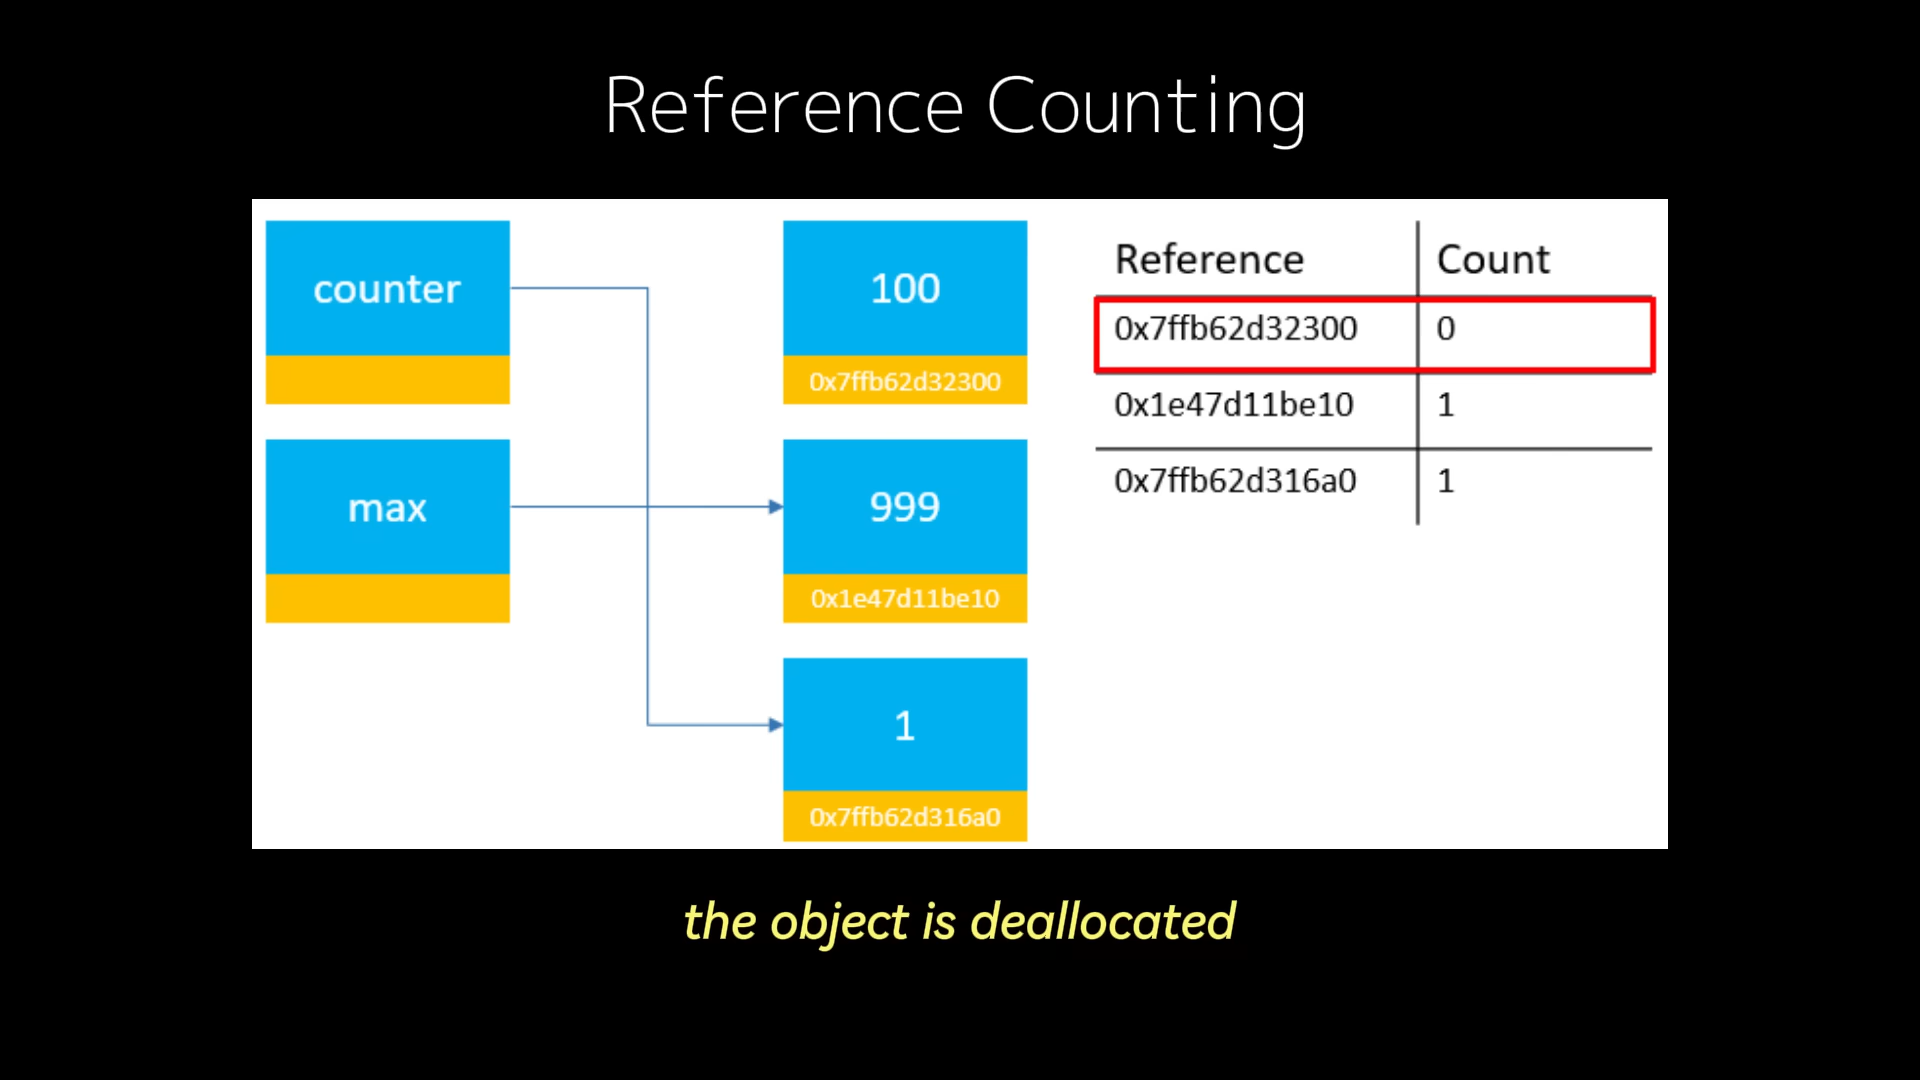 Reference Counting
counter
100
0x7ffb62d32300
max
999
0x1e47d11be10
1
0x7ffb62d316a0
Reference Count
0x7ffb62d32300 0
0x1e47d11be10 1
0x7ffb62d316a0 1
the object is deallocated